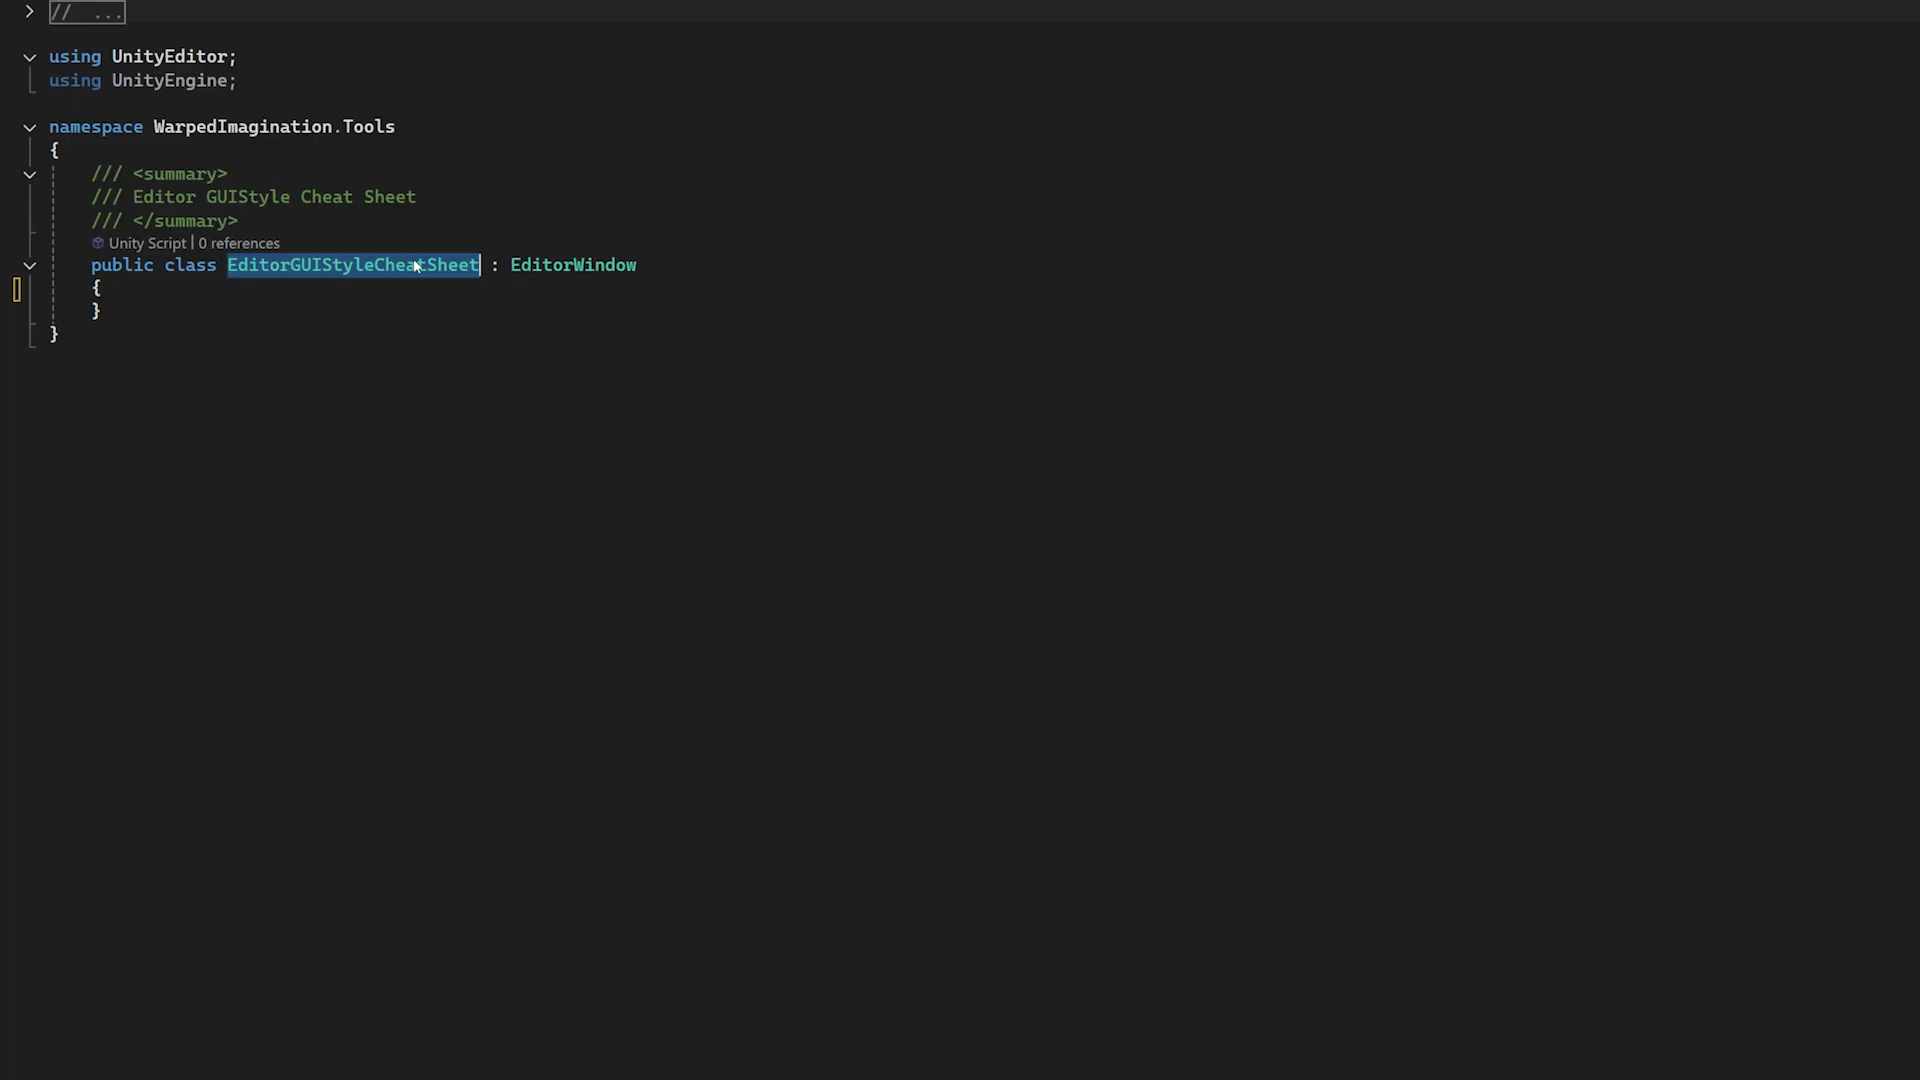 // ...
using UnityEditor;
using UnityEngine;
namespace WarpedImagination.Tools
{
/// <summary>
/// Editor GUIStyle Cheat Sheet
/// </summary>
Unity Script | 0 references
public class EditorGUIStyleCheatSheet : EditorWindow
{
}
}